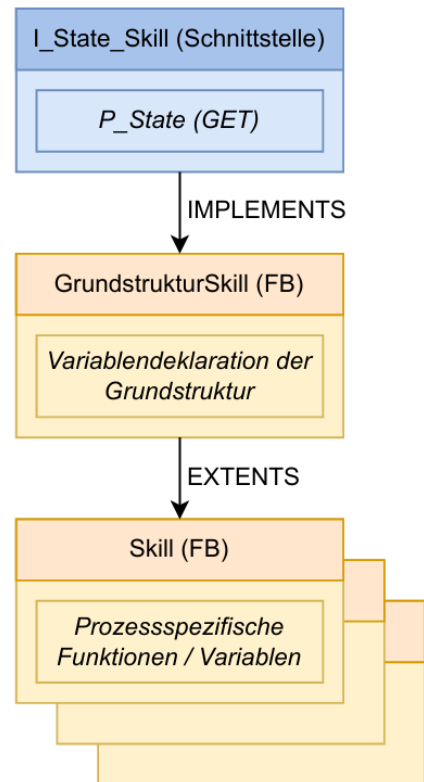 I_State_Skill (Schnittstelle)
P_State (GET)
IMPLEMENTS
GrundstrukturSkill (FB)
Variablendeklaration der
Grundstruktur
EXTENTS
Skill (FB)
Prozessspezifische
Funktionen / Variablen